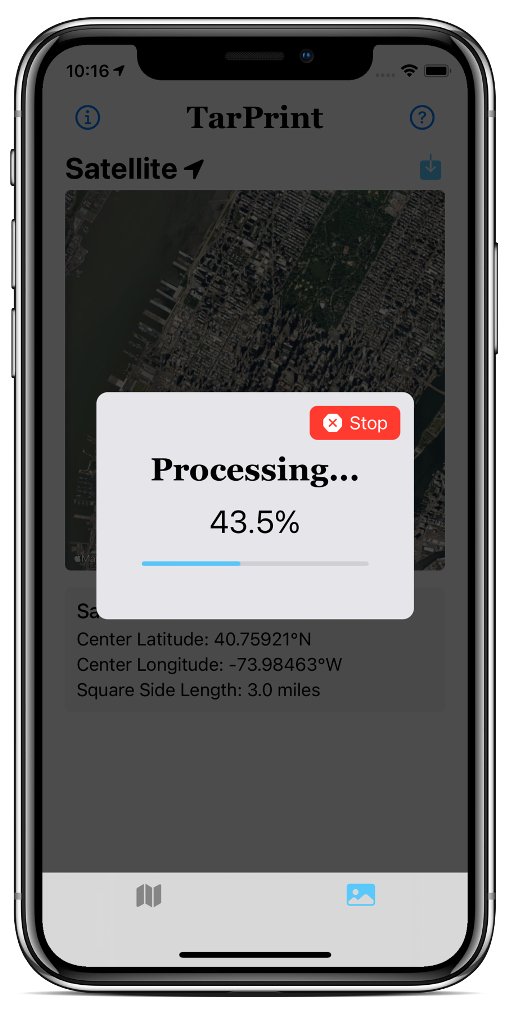 10:16
TarPrint
Satellite
Stop
Processing...
43.5%
Center Latitude: 40.75921°N
Center Longitude: -73.98463°W
Square Side Length: 3.0 miles